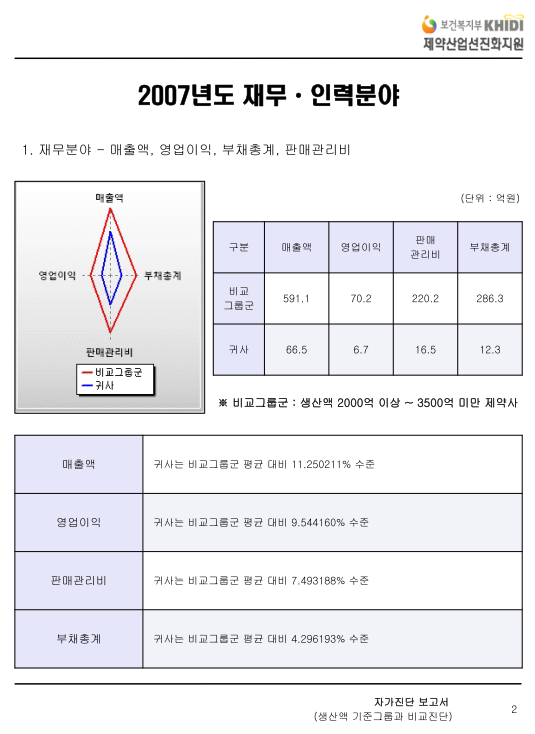 보건복지부 KHIDI
제약산업선진화지원
2007년도 재무 · 인력분야
1. 재무분야 - 매출액, 영업이익, 부채총계, 판매관리비
매출액
영업이익
부채총계
판매관리비
비교그룹군
귀사
(단위 : 억원)
구분 매출액 영업이익 판매 관리비 부채총계
비교 그룹군 591.1 70.2 220.2 286.3
귀사 66.5 6.7 16.5 12.3
※ 비교그룹군 : 생산액 2000억 이상 ~ 3500억 미만 제약사
매출액 귀사는 비교그룹군 평균 대비 11.250211% 수준
영업이익 귀사는 비교그룹군 평균 대비 9.544160% 수준
판매관리비 귀사는 비교그룹군 평균 대비 7.493188% 수준
부채총계 귀사는 비교그룹군 평균 대비 4.296193% 수준
자가진단 보고서
(생산액 기준그룹과 비교진단)
2